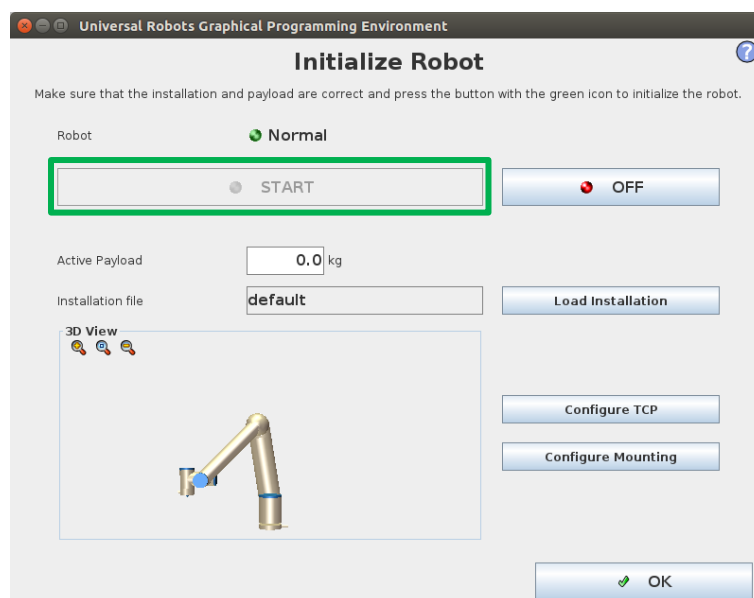 Universal Robots Graphical Programming Environment
Initialize Robot
?
Make sure that the installation and payload are correct and press the button with the green icon to initialize the robot.
Robot
Normal
START
OFF
Active Payload
0.0 kg
Installation file
default
Load Installation
3D View
Configure TCP
Configure Mounting
OK